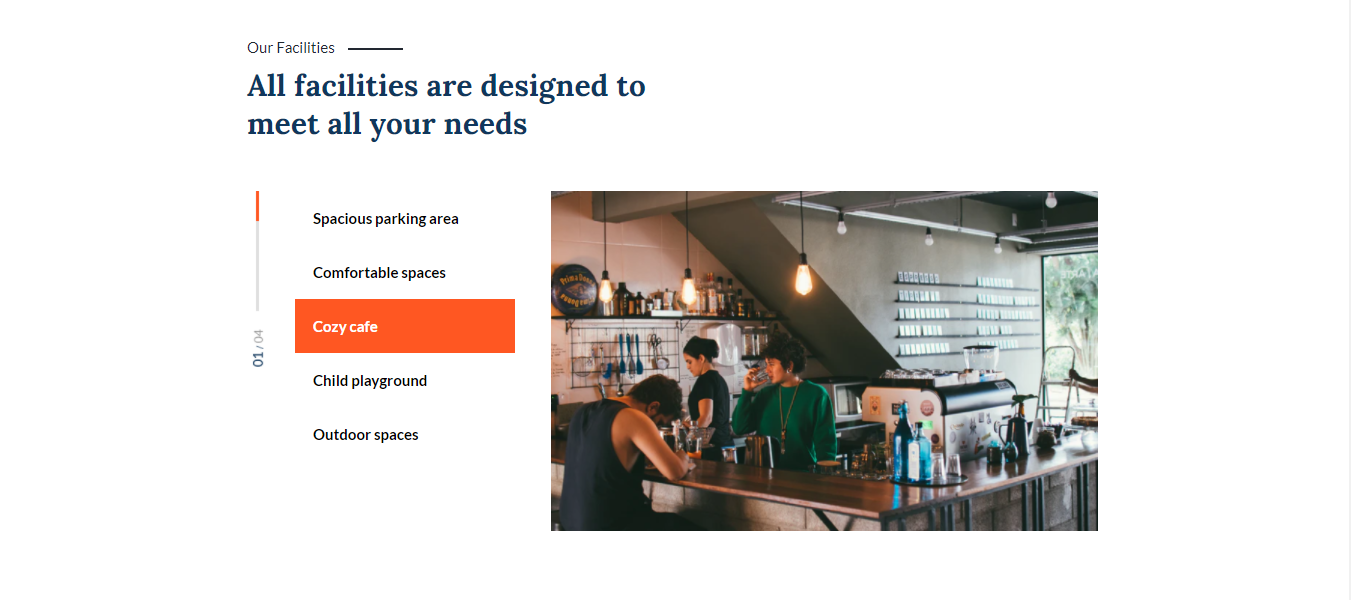 Our Facilities
All facilities are designed to
meet all your needs
Spacious parking area
Comfortable spaces
Cozy cafe
Child playground
Outdoor spaces
01 / 04